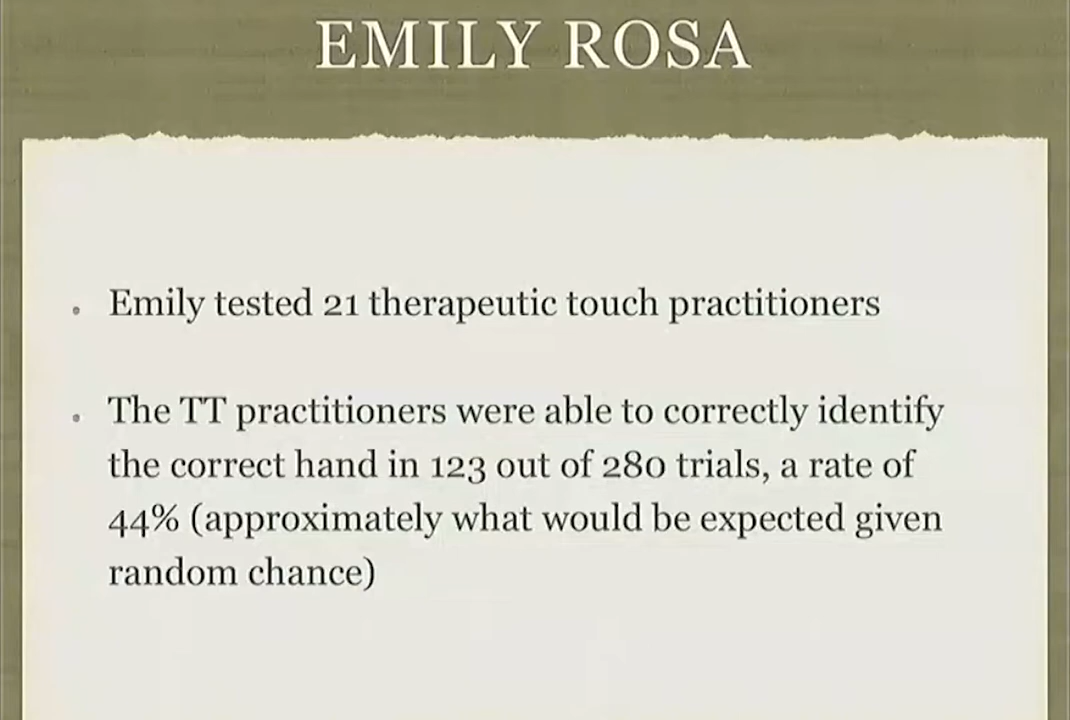 EMILY ROSA
• Emily tested 21 therapeutic touch practitioners
• The TT practitioners were able to correctly identify
the correct hand in 123 out of 280 trials, a rate of
44% (approximately what would be expected given
random chance)